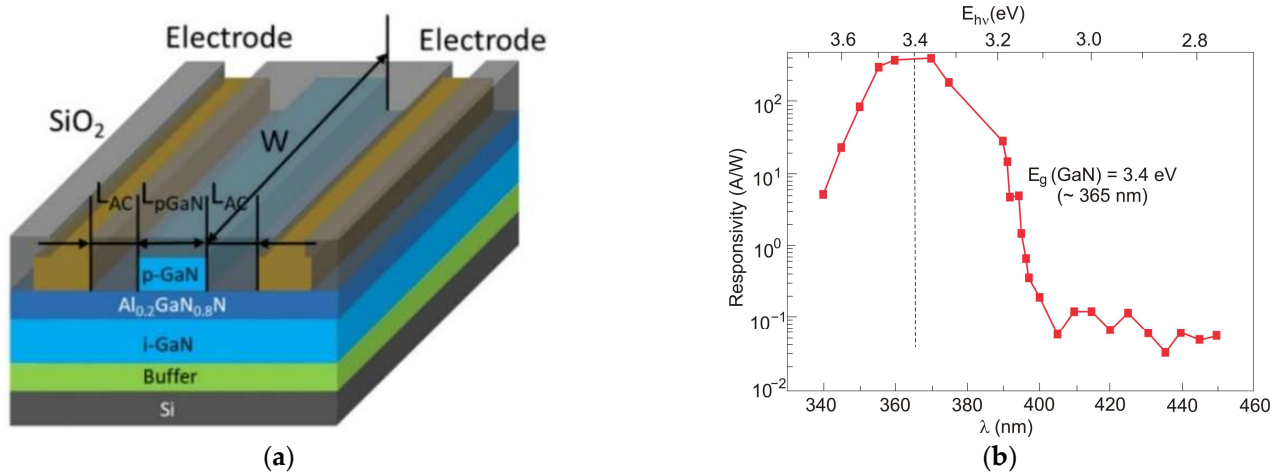 Electrode
Electrode
SiO2
W
LAC LpGaN LAC
p-GaN
Al0.2GaN0.8N
i-GaN
Buffer
Si
(a)
Ehν(eV)
3.6 3.4 3.2 3.0 2.8
Responsivity (A/W)
10^2
10^1
10^0
10^−1
10^−2
Eg (GaN) = 3.4 eV
(~ 365 nm)
340 360 380 400 420 440 460
λ (nm)
(b)